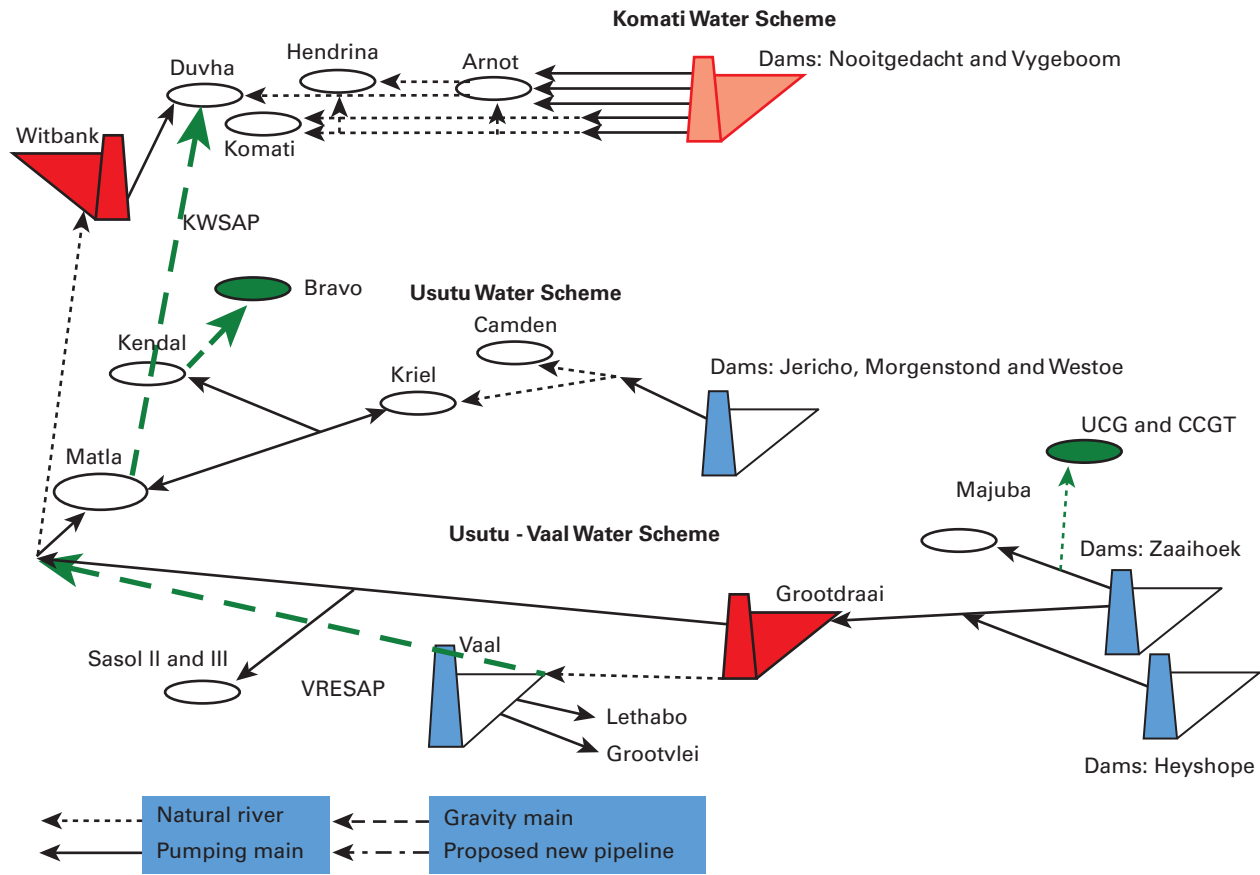 Komati Water Scheme
Hendrina
Arnot
Dams: Nooitgedacht and Vygeboom
Duvha
Witbank
Komati
KWSAP
Bravo
Usutu Water Scheme
Camden
Kendal
Kriel
Dams: Jericho, Morgenstond and Westoe
UCG and CCGT
Matla
Majuba
Usutu - Vaal Water Scheme
Dams: Zaaihoek
Grootdraai
Vaal
Sasol II and III
VRESAP
Lethabo
Grootvlei
Dams: Heyshope
Natural river
Gravity main
Pumping main
Proposed new pipeline